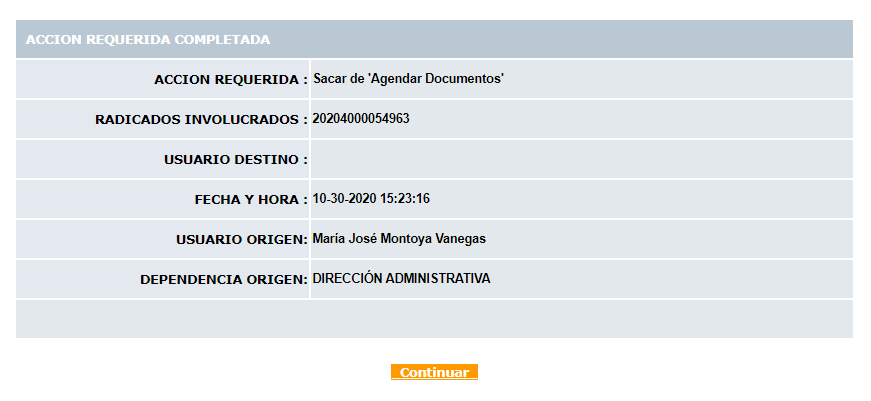 ACCION REQUERIDA COMPLETADA
ACCION REQUERIDA : Sacar de 'Agendar Documentos'
RADICADOS INVOLUCRADOS : 20204000054963
USUARIO DESTINO :
FECHA Y HORA : 10-30-2020 15:23:16
USUARIO ORIGEN: María José Montoya Vanegas
DEPENDENCIA ORIGEN: DIRECCIÓN ADMINISTRATIVA
Continuar